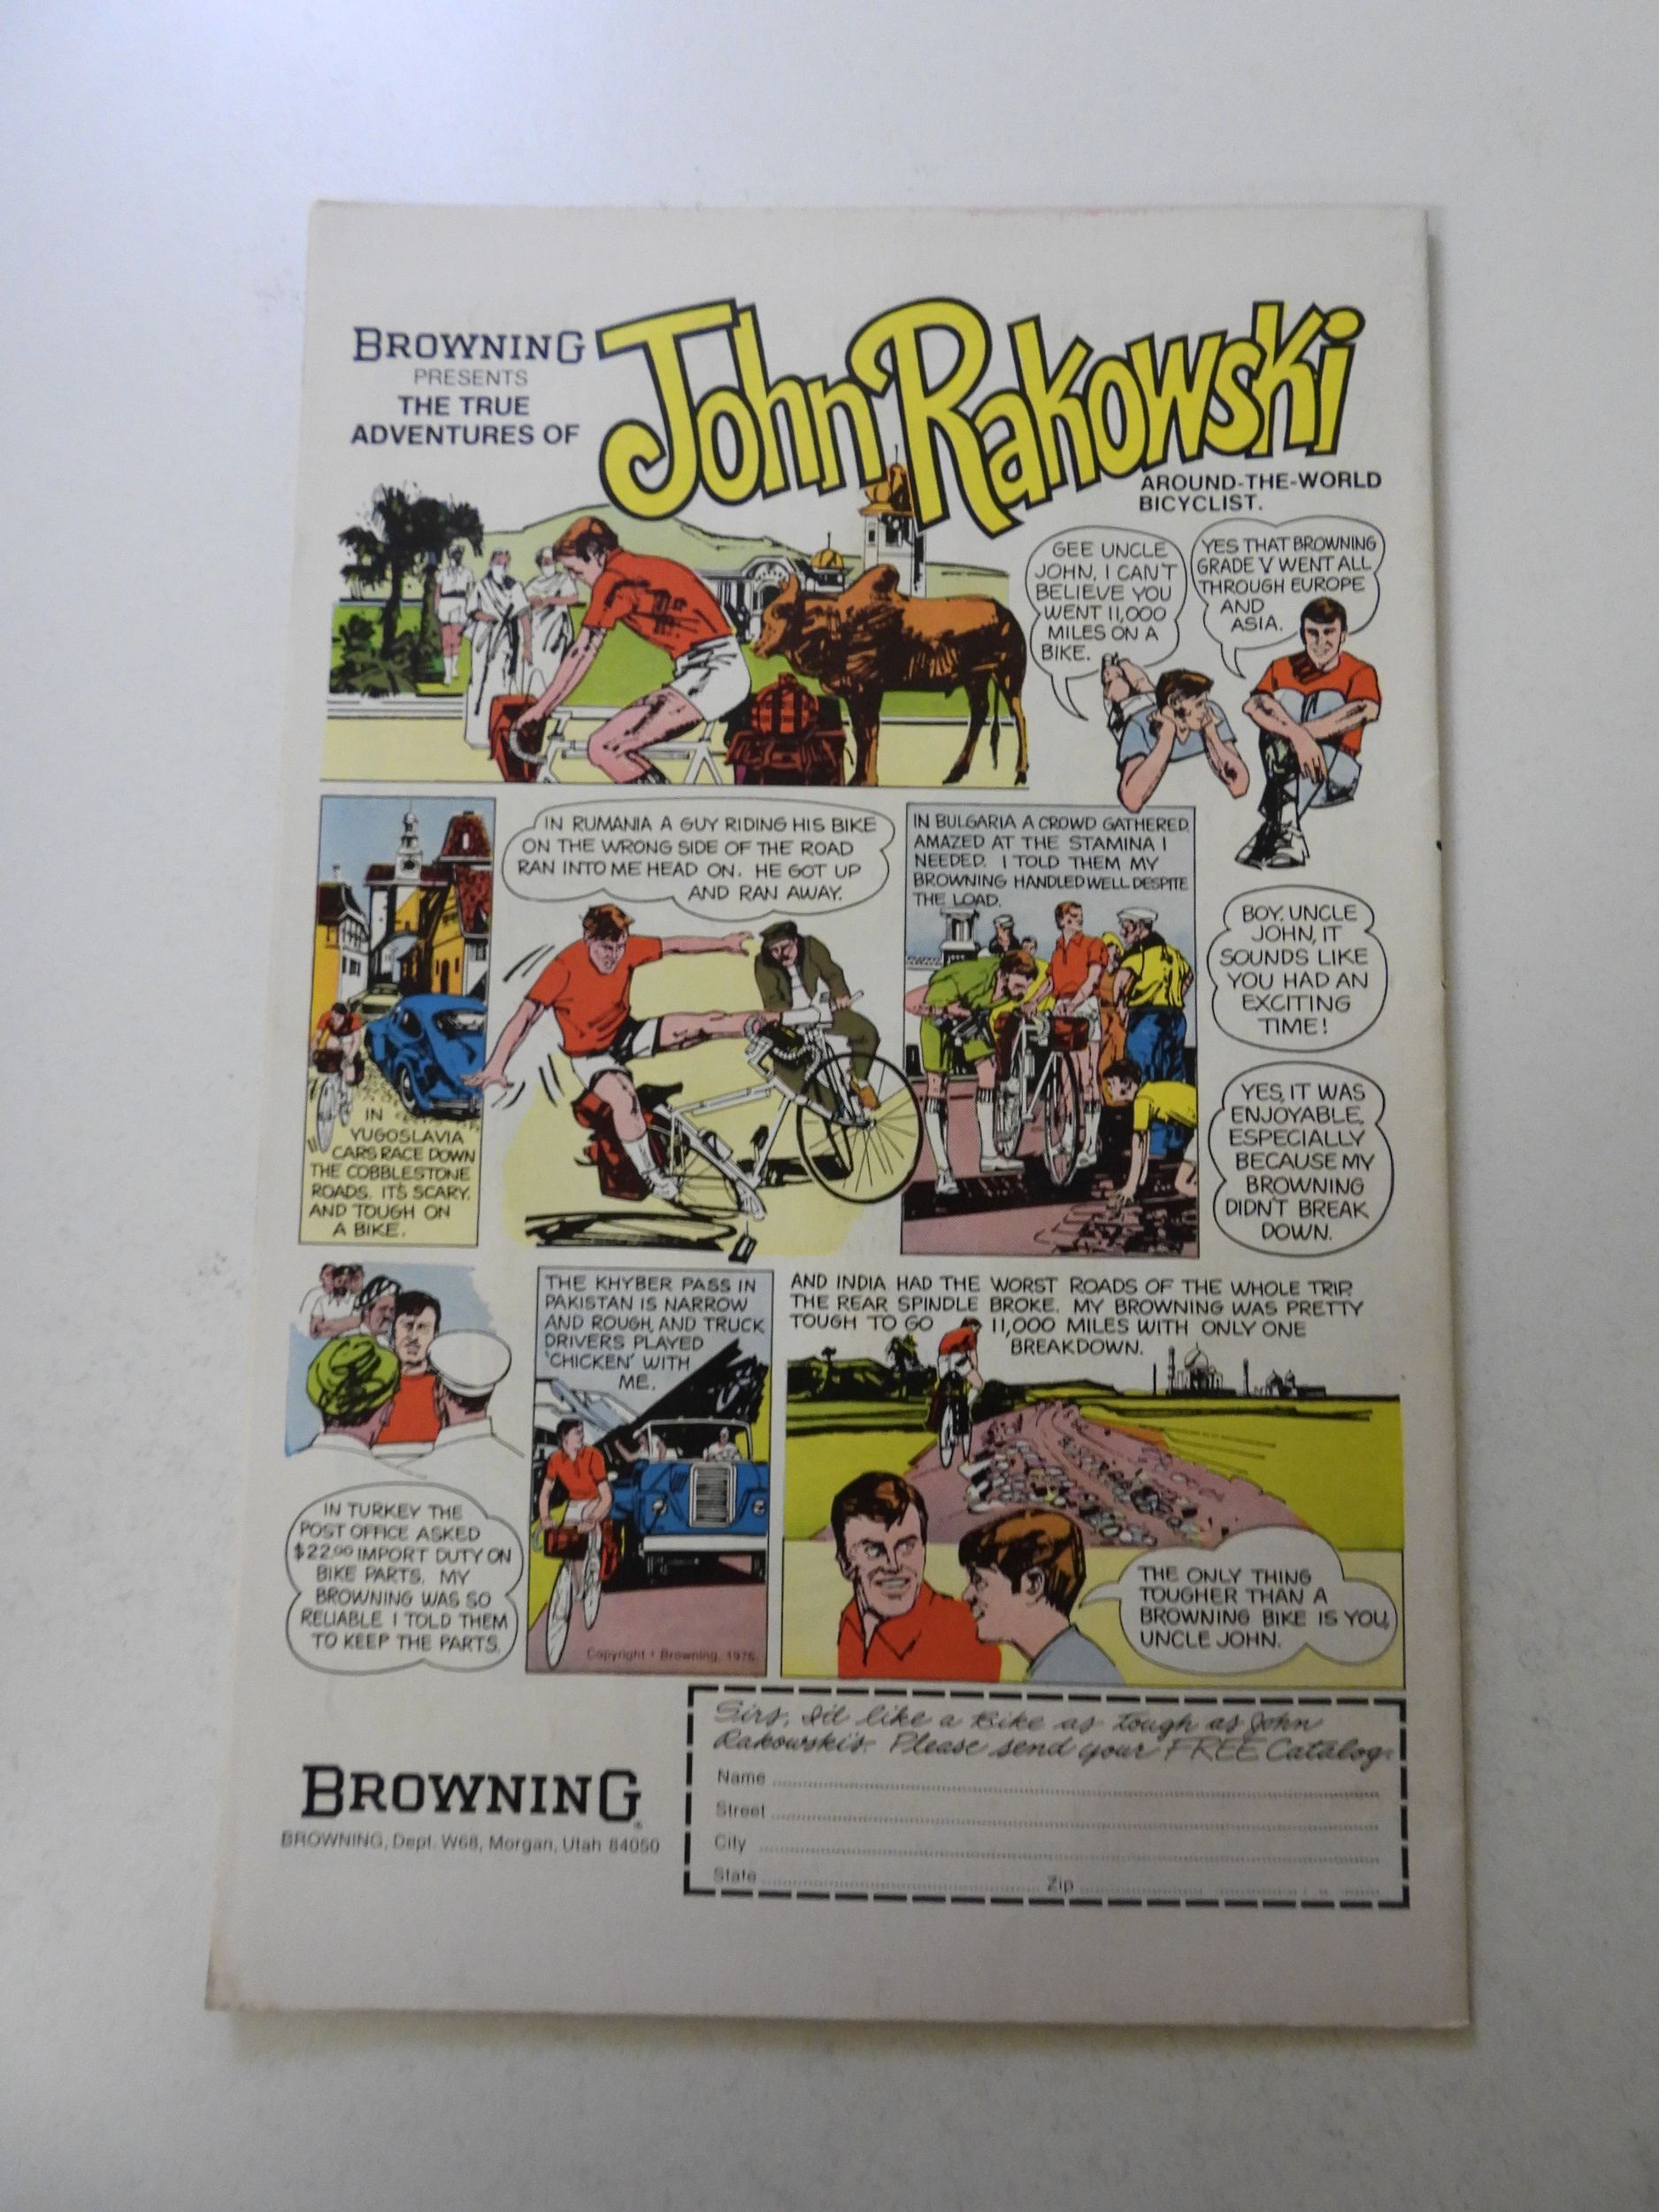 BROWNING
PRESENTS
THE TRUE
ADVENTURES OF
John Rakowski
AROUND-THE-WORLD
BICYCLIST.
GEE UNCLE
JOHN, I CAN'T
BELIEVE YOU
WENT 11,000
MILES ON A
BIKE.
YES THAT BROWNING
GRADE V WENT ALL
THROUGH EUROPE
AND
ASIA.
IN
YUGOSLAVIA
CARS RACE DOWN
THE COBBLESTONE
ROADS. IT'S SCARY.
AND TOUGH ON
A BIKE.
IN RUMANIA A GUY RIDING HIS BIKE
ON THE WRONG SIDE OF THE ROAD
RAN INTO ME HEAD ON. HE GOT UP
AND RAN AWAY.
IN BULGARIA A CROWD GATHERED,
AMAZED AT THE STAMINA I
NEEDED. I TOLD THEM MY
BROWNING HANDLED WELL DESPITE
THE LOAD.
BOY, UNCLE
JOHN, IT
SOUNDS LIKE
YOU HAD AN
EXCITING
TIME!
YES, IT WAS
ENJOYABLE,
ESPECIALLY
BECAUSE MY
BROWNING
DIDN'T BREAK
DOWN.
IN TURKEY THE
POST OFFICE ASKED
$22.00 IMPORT DUTY ON
BIKE PARTS. MY
BROWNING WAS SO
RELIABLE I TOLD THEM
TO KEEP THE PARTS.
THE KHYBER PASS IN
PAKISTAN IS NARROW
AND ROUGH, AND TRUCK
DRIVERS PLAYED
'CHICKEN' WITH
ME.
Copyright • Browning, 1975.
AND INDIA HAD THE WORST ROADS OF THE WHOLE TRIP.
THE REAR SPINDLE BROKE. MY BROWNING WAS PRETTY
TOUGH TO GO 11,000 MILES WITH ONLY ONE
BREAKDOWN.
THE ONLY THING
TOUGHER THAN A
BROWNING BIKE IS YOU,
UNCLE JOHN.
Sirs, I'd like a Bike as tough as John
Rakowski's. Please send your FREE Catalog.
Name
Street
City
State Zip
BROWNING®
BROWNING, Dept. W68, Morgan, Utah 84050